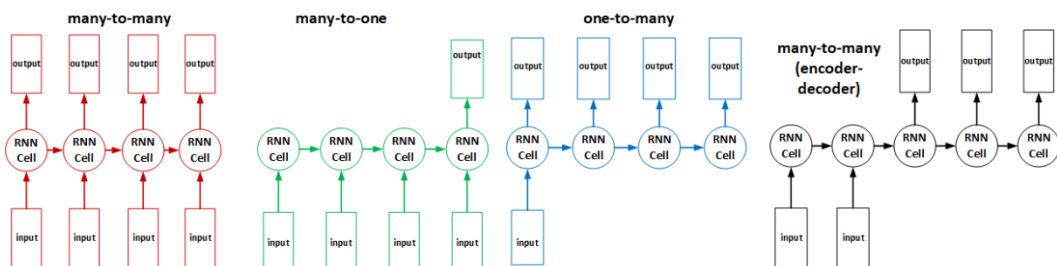 many-to-many
output output output output
RNN Cell RNN Cell RNN Cell RNN Cell
input input input input
many-to-one
output
RNN Cell RNN Cell RNN Cell RNN Cell
input input input input
one-to-many
output output output output
RNN Cell RNN Cell RNN Cell RNN Cell
input
many-to-many
(encoder-
decoder)
output output output
RNN Cell RNN Cell RNN Cell RNN Cell RNN Cell
input input